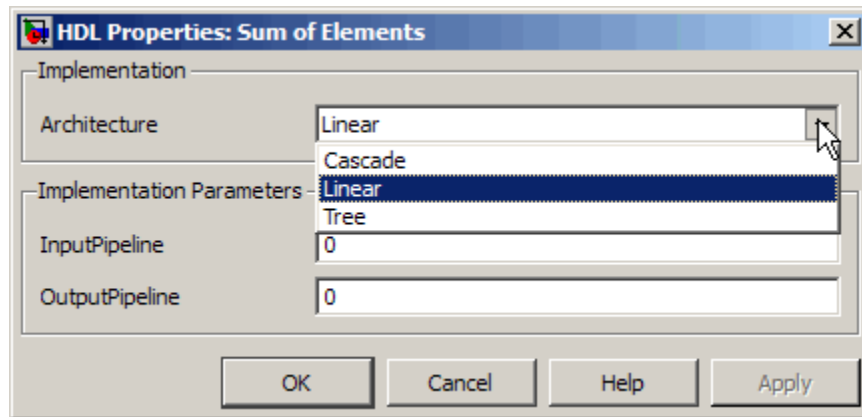 HDL Properties: Sum of Elements
Implementation
Architecture Linear
Cascade
Implementation Parameters Linear
Tree
InputPipeline 0
OutputPipeline 0
OK Cancel Help Apply